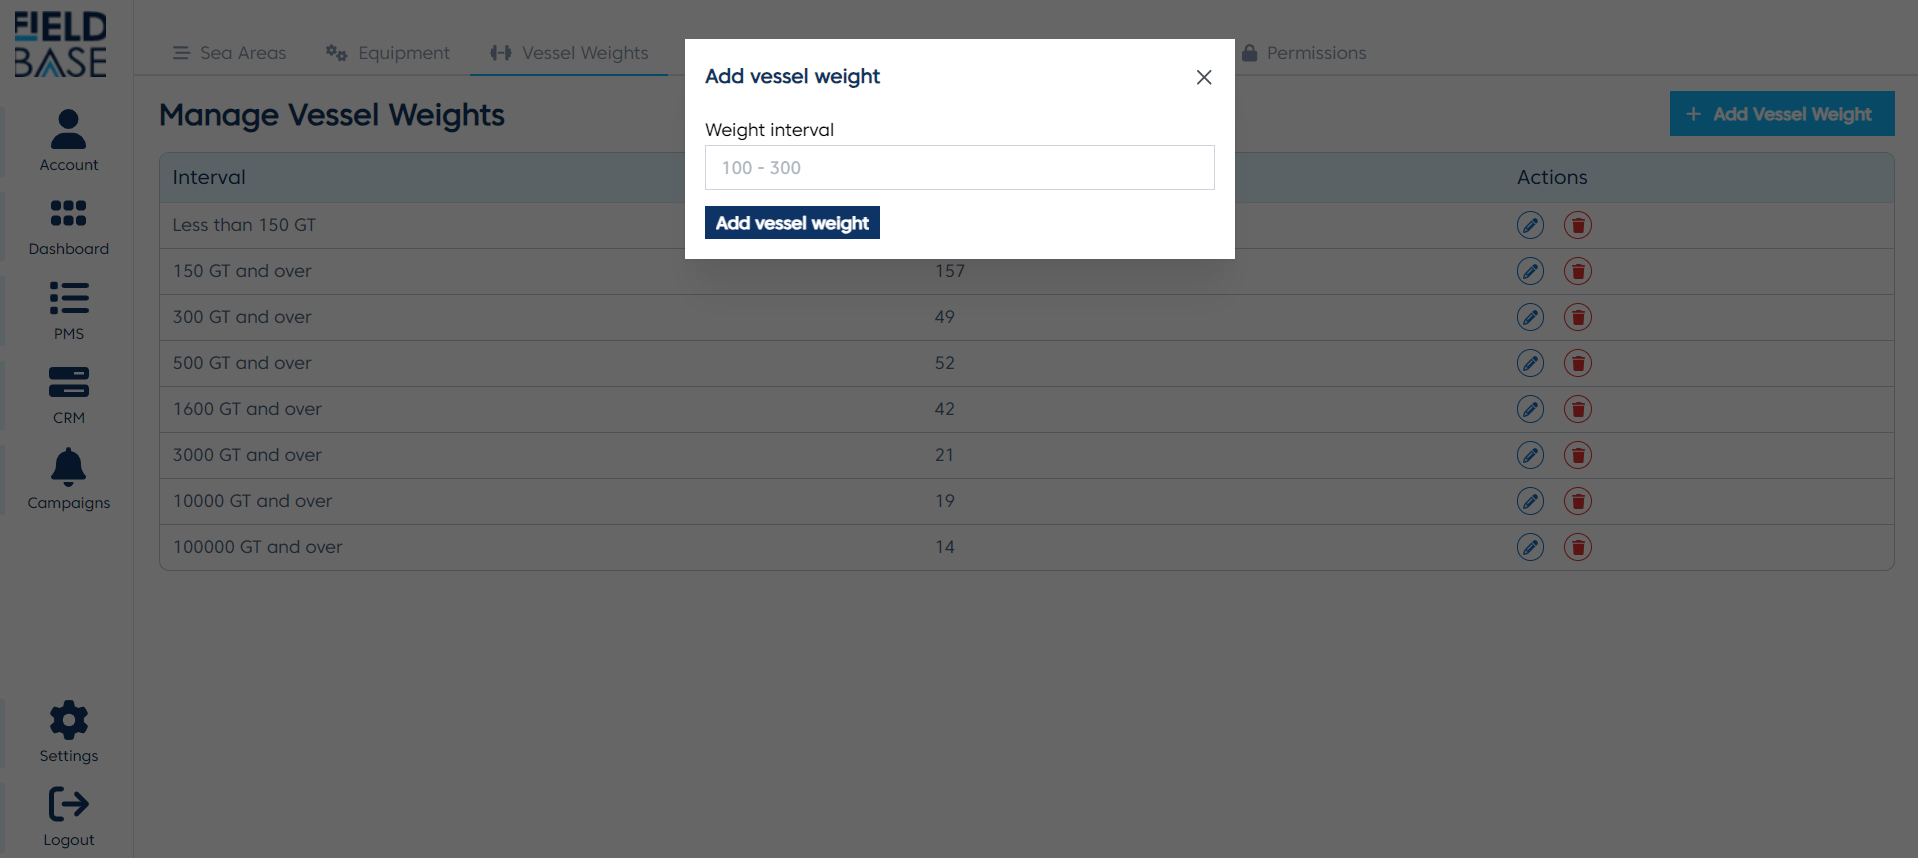 FIELD
BASE
Sea Areas
Equipment
Vessel Weights
Permissions
Account
Dashboard
PMS
CRM
Campaigns
Settings
Logout
Manage Vessel Weights
+ Add Vessel Weight
Add vessel weight
Weight interval
100 - 300
Add vessel weight
Interval Actions
Less than 150 GT
150 GT and over 157
300 GT and over 49
500 GT and over 52
1600 GT and over 42
3000 GT and over 21
10000 GT and over 19
100000 GT and over 14